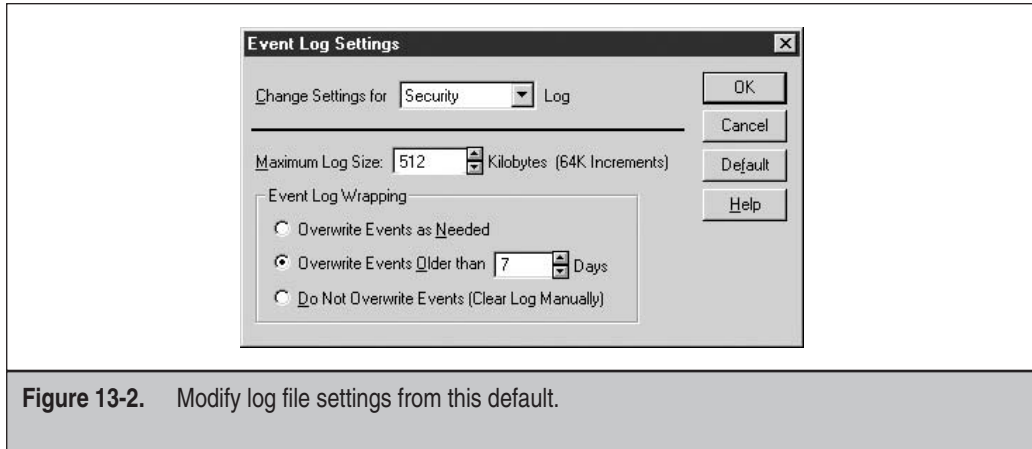 Event Log Settings
Change Settings for Security Log
OK
Cancel
Maximum Log Size: 512 Kilobytes (64K Increments)
Default
Event Log Wrapping
Help
Overwrite Events as Needed
Overwrite Events Older than 7 Days
Do Not Overwrite Events (Clear Log Manually)
Figure 13-2. Modify log file settings from this default.